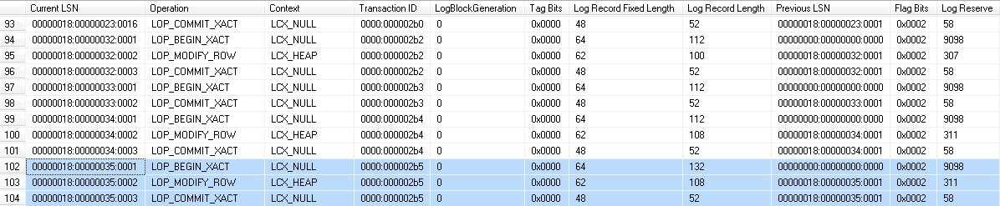 Current LSN Operation Context Transaction ID LogBlockGeneration Tag Bits Log Record Fixed Length Log Record Length Previous LSN Flag Bits Log Reserve
93 00000018:00000023:0016 LOP_COMMIT_XACT LCX_NULL 0000:000002b0 0 0x0000 48 52 00000018:00000023:0001 0x0002 58
94 00000018:00000032:0001 LOP_BEGIN_XACT LCX_NULL 0000:000002b2 0 0x0000 64 112 00000000:00000000:0000 0x0002 9098
95 00000018:00000032:0002 LOP_MODIFY_ROW LCX_HEAP 0000:000002b2 0 0x0000 62 100 00000018:00000032:0001 0x0002 307
96 00000018:00000032:0003 LOP_COMMIT_XACT LCX_NULL 0000:000002b2 0 0x0000 48 52 00000018:00000032:0001 0x0002 58
97 00000018:00000033:0001 LOP_BEGIN_XACT LCX_NULL 0000:000002b3 0 0x0000 64 112 00000000:00000000:0000 0x0002 9098
98 00000018:00000033:0002 LOP_COMMIT_XACT LCX_NULL 0000:000002b3 0 0x0000 48 52 00000018:00000033:0001 0x0002 58
99 00000018:00000034:0001 LOP_BEGIN_XACT LCX_NULL 0000:000002b4 0 0x0000 64 112 00000000:00000000:0000 0x0002 9098
100 00000018:00000034:0002 LOP_MODIFY_ROW LCX_HEAP 0000:000002b4 0 0x0000 62 108 00000018:00000034:0001 0x0002 311
101 00000018:00000034:0003 LOP_COMMIT_XACT LCX_NULL 0000:000002b4 0 0x0000 48 52 00000018:00000034:0001 0x0002 58
102 00000018:00000035:0001 LOP_BEGIN_XACT LCX_NULL 0000:000002b5 0 0x0000 64 132 00000000:00000000:0000 0x0002 9098
103 00000018:00000035:0002 LOP_MODIFY_ROW LCX_HEAP 0000:000002b5 0 0x0000 62 108 00000018:00000035:0001 0x0002 311
104 00000018:00000035:0003 LOP_COMMIT_XACT LCX_NULL 0000:000002b5 0 0x0000 48 52 00000018:00000035:0001 0x0002 58